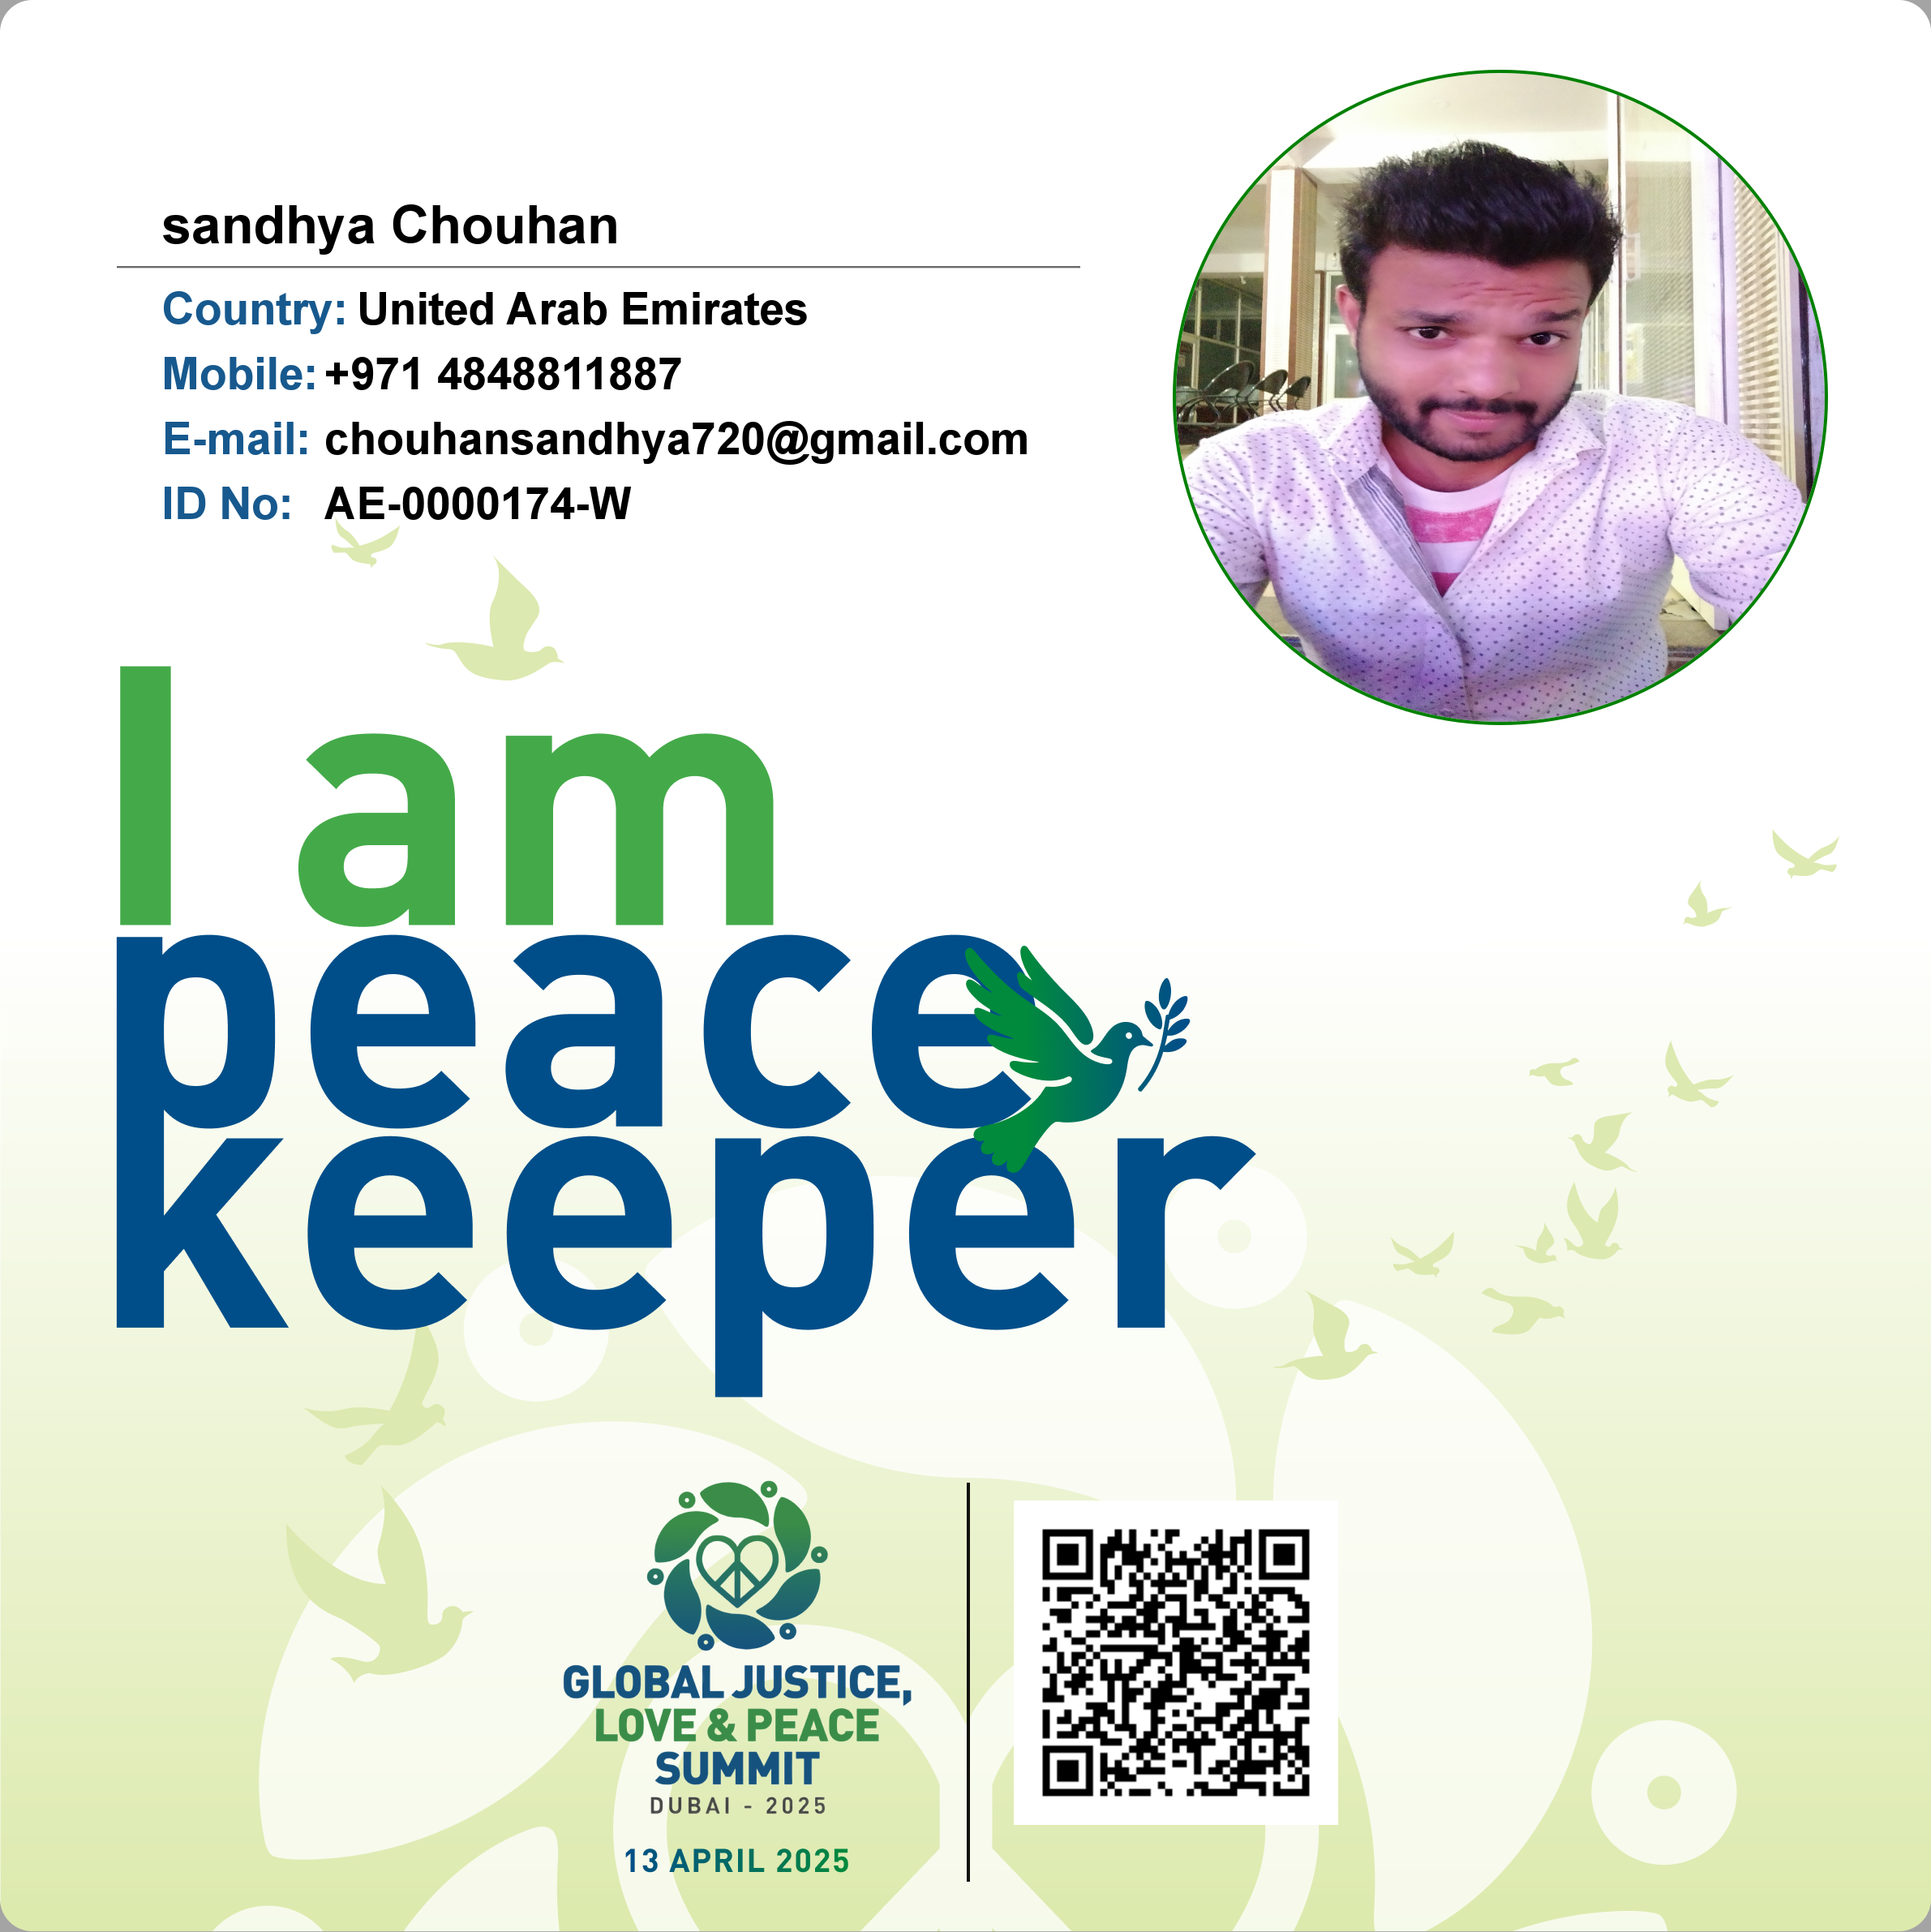 sandhya Chouhan
Country: United Arab Emirates
Mobile: +971 4848811887
E-mail: chouhansandhya720@gmail.com
ID No: AE-0000174-W
I am
peace
keeper
GLOBAL JUSTICE,
LOVE & PEACE
SUMMIT
DUBAI - 2025
13 APRIL 2025